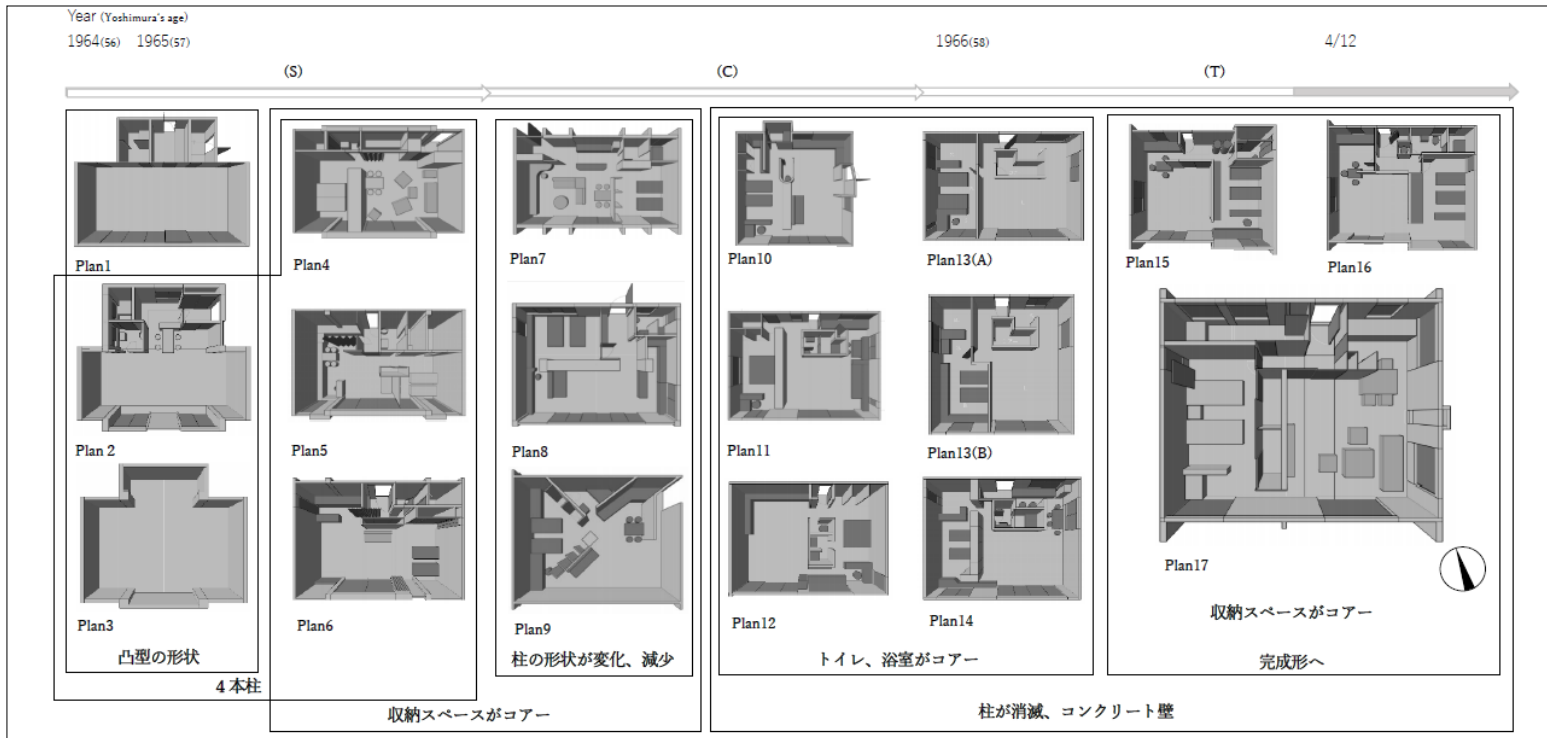 Year (Yoshimura's age)
1964(56) 1965(57) 1966(58) 4/12
(S) (C) (T)
Plan1
Plan4
Plan7
Plan10
Plan13(A)
Plan15
Plan16
Plan 2
Plan5
Plan8
Plan11
Plan13(B)
Plan17
Plan3
Plan6
Plan9
Plan12
Plan14
収納スペースがコアー
凸型の形状
柱の形状が変化、減少
トイレ、浴室がコアー
完成形へ
4本柱
収納スペースがコアー
柱が消滅、コンクリート壁